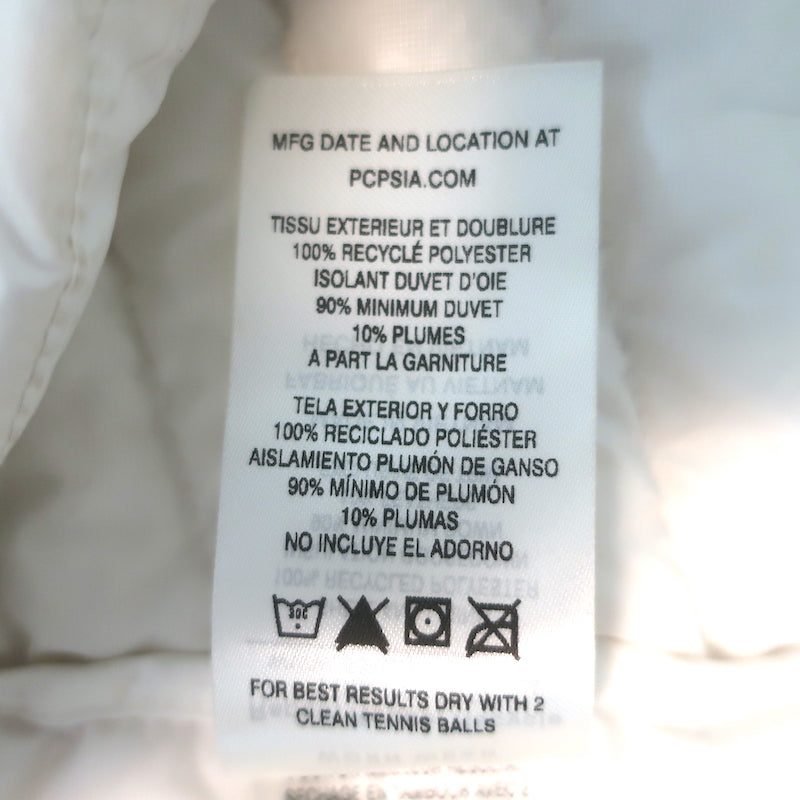 MFG DATE AND LOCATION AT
PCPSIA.COM
TISSU EXTERIEUR ET DOUBLURE
100% RECYCLÉ POLYESTER
ISOLANT DUVET D'OIE
90% MINIMUM DUVET
10% PLUMES
A PART LA GARNITURE
TELA EXTERIOR Y FORRO
100% RECICLADO POLIÉSTER
AISLAMIENTO PLUMÓN DE GANSO
90% MÍNIMO DE PLUMÓN
10% PLUMAS
NO INCLUYE EL ADORNO
30C
FOR BEST RESULTS DRY WITH 2
CLEAN TENNIS BALLS